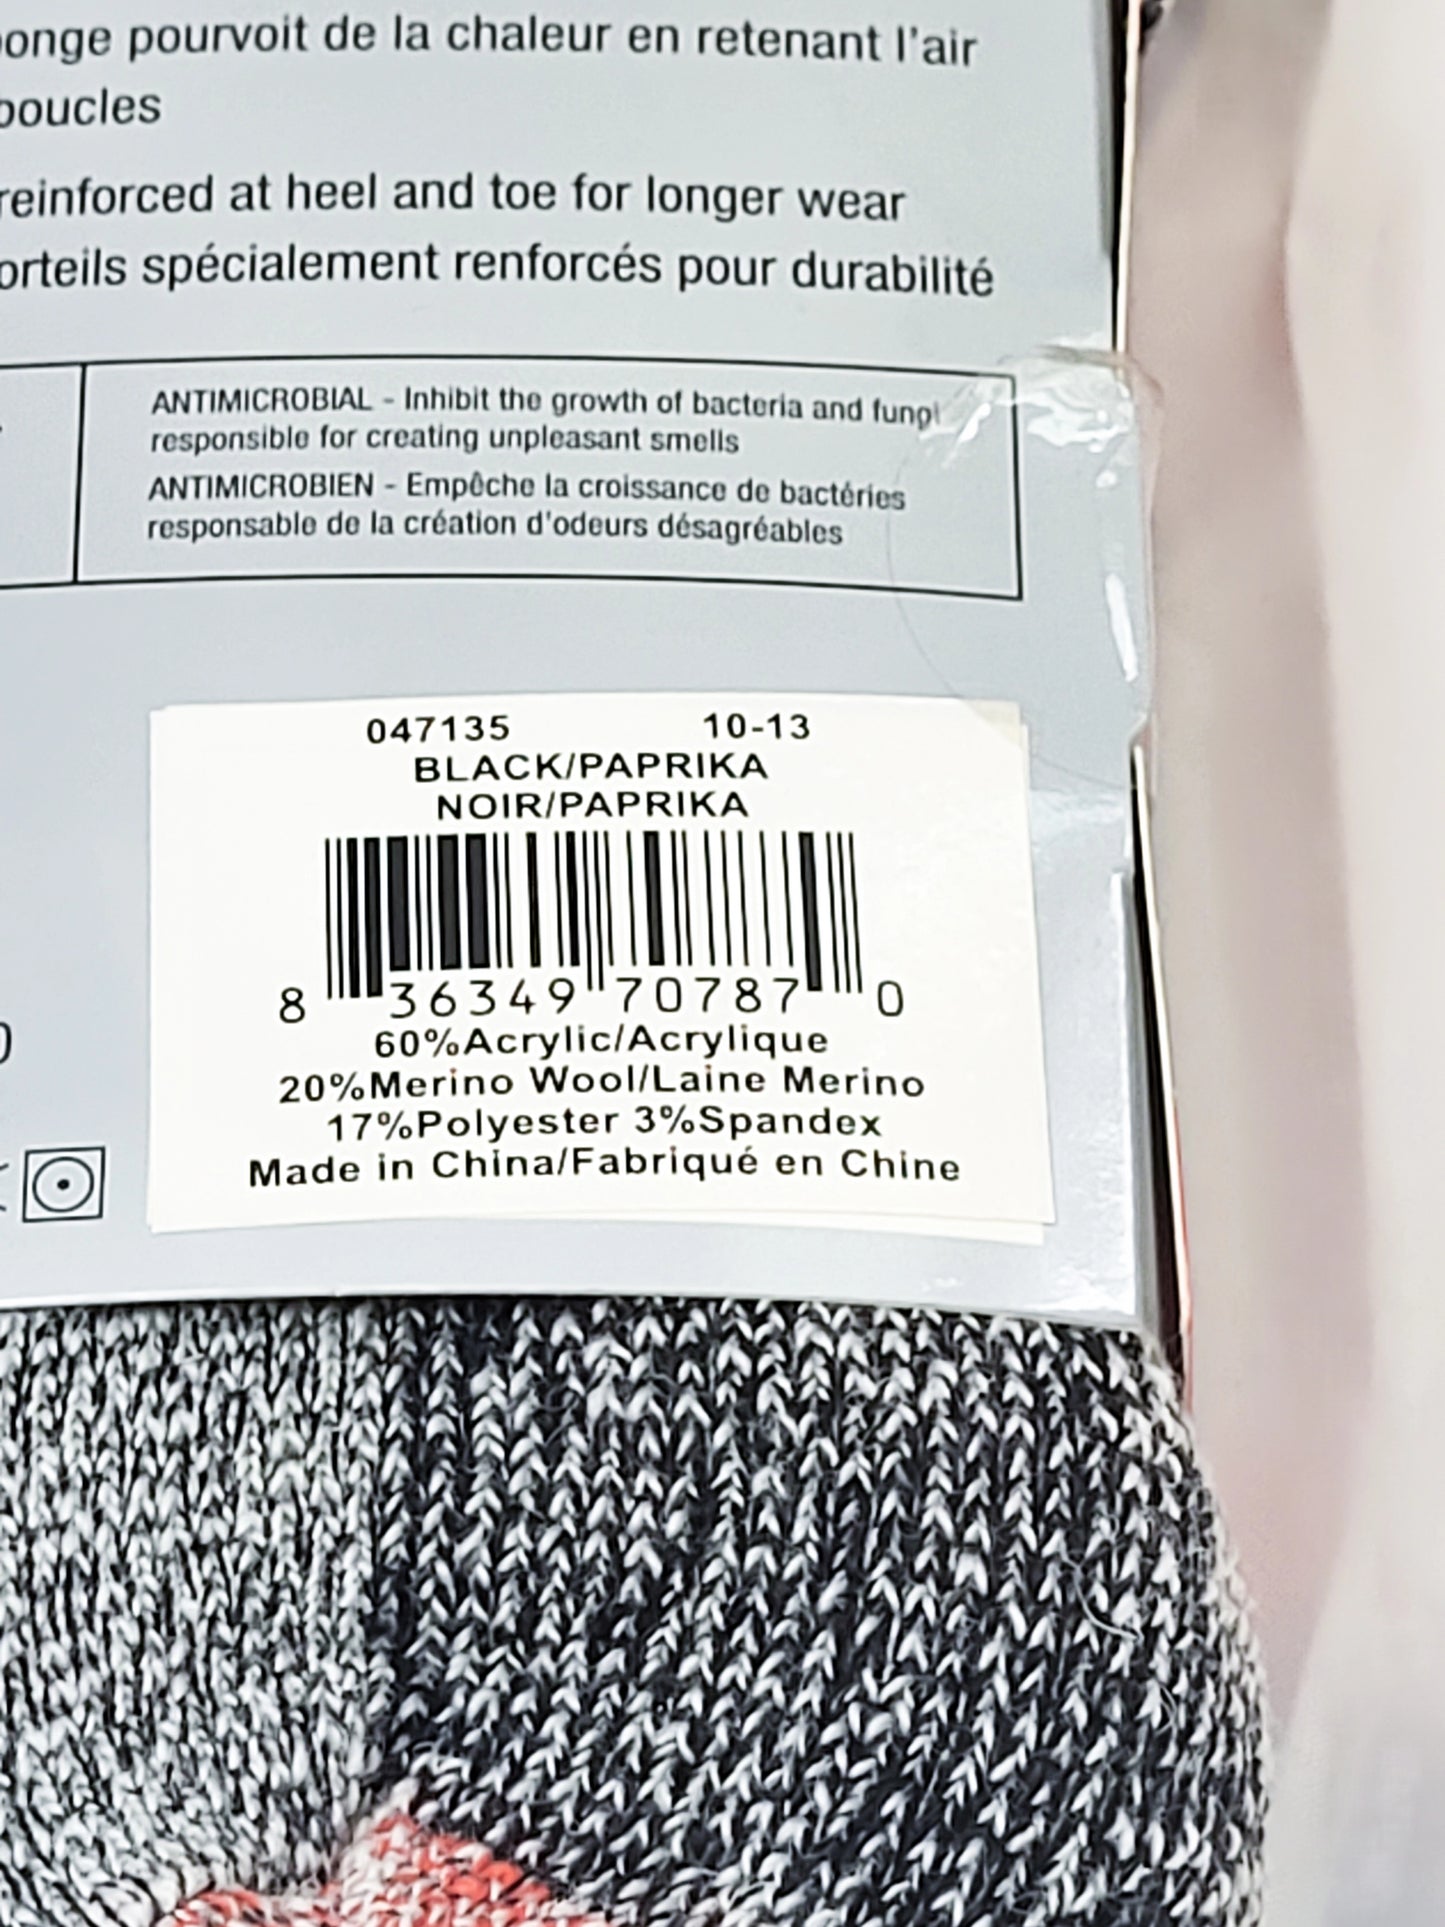 pourvoit de la chaleur en retenant l'air
boucles
reinforced at heel and toe for longer wear
orteils spécialement renforcés pour durabilité
ANTIMICROBIAL - Inhibit the growth of bacteria and fungi
responsible for creating unpleasant smells
ANTIMICROBIEN - Empêche la croissance de bactéries
responsable de la création d'odeurs désagréables
047135 10-13
BLACK/PAPRIKA
NOIR/PAPRIKA
8 36349 70787 0
60%Acrylic/Acrylique
20%Merino Wool/Laine Merino
17%Polyester 3%Spandex
Made in China/Fabriqué en Chine